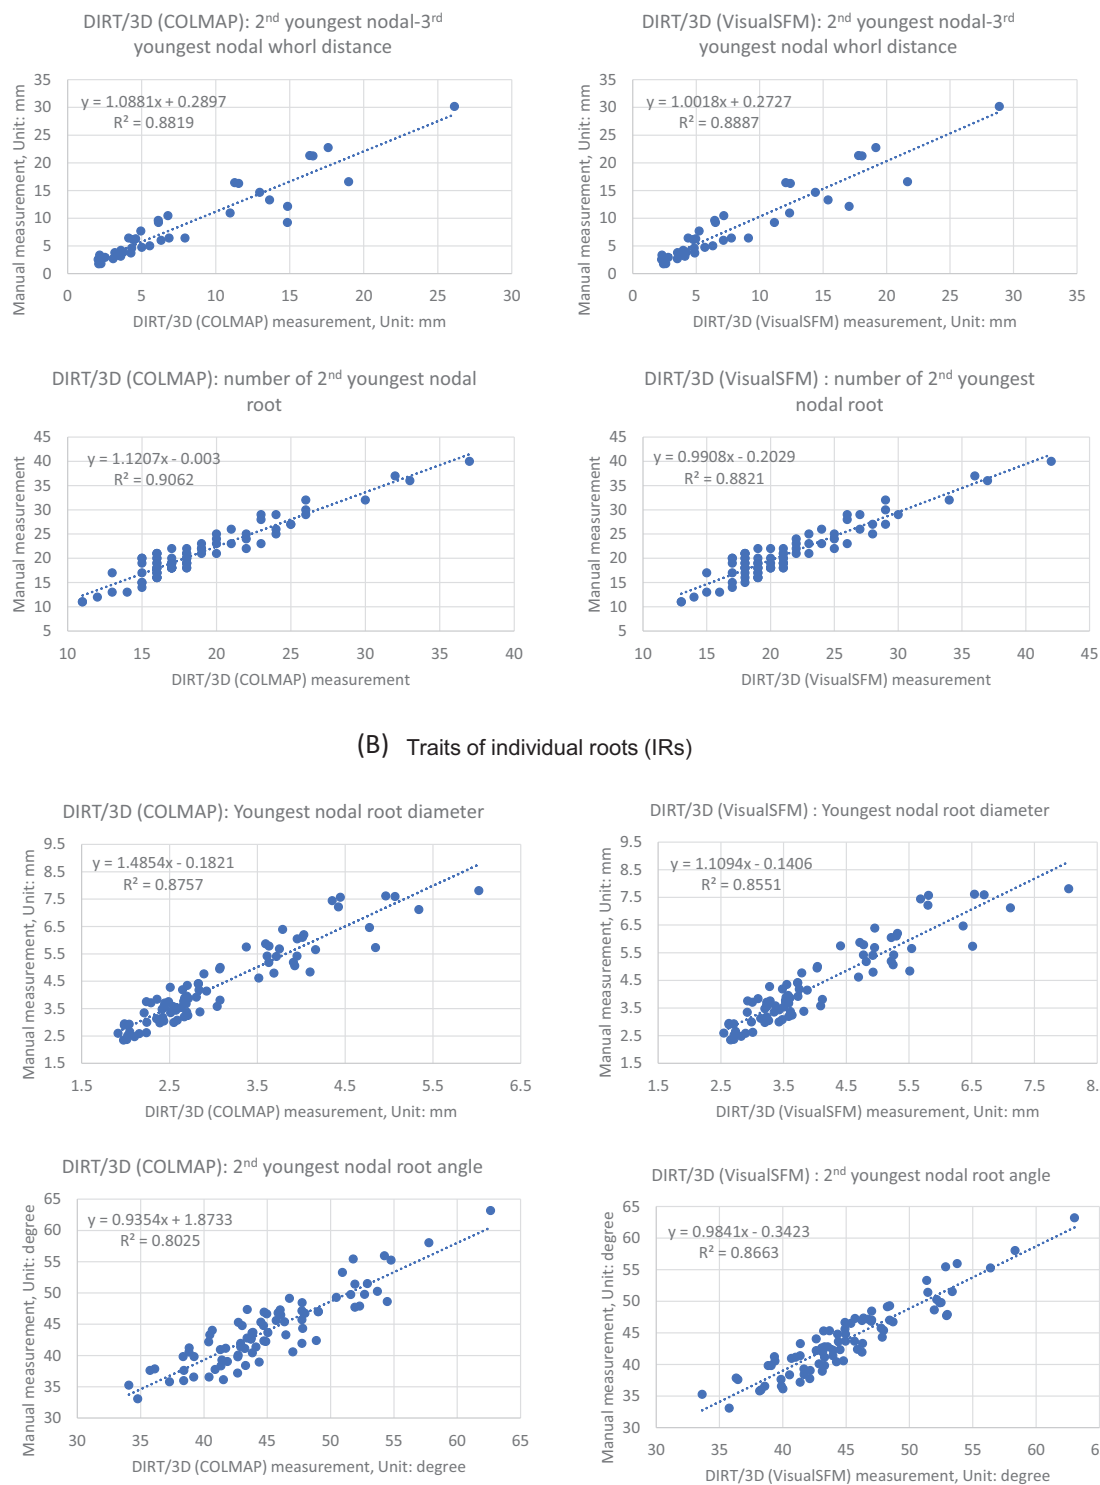 DIRT/3D (COLMAP): 2nd youngest nodal-3rd
youngest nodal whorl distance
Manual measurement, Unit: mm
35
30
25
20
15
10
5
0
y = 1.0881x + 0.2897
R² = 0.8819
0 5 10 15 20 25 30
DIRT/3D (COLMAP) measurement, Unit: mm
DIRT/3D (VisualSFM): 2nd youngest nodal-3rd
youngest nodal whorl distance
Manual measurement, Unit: mm
35
30
25
20
15
10
5
0
y = 1.0018x + 0.2727
R² = 0.8887
0 5 10 15 20 25 30 35
DIRT/3D (VisualSFM) measurement, Unit: mm
DIRT/3D (COLMAP): number of 2nd youngest nodal
root
Manual measurement
45
40
35
30
25
20
15
10
5
y = 1.1207x - 0.003
R² = 0.9062
10 15 20 25 30 35 40
DIRT/3D (COLMAP) measurement
DIRT/3D (VisualSFM) : number of 2nd youngest
nodal root
Manual measurement
45
40
35
30
25
20
15
10
5
y = 0.9908x - 0.2029
R² = 0.8821
10 15 20 25 30 35 40 45
DIRT/3D (VisualSFM) measurement
(B) Traits of individual roots (IRs)
DIRT/3D (COLMAP): Youngest nodal root diameter
Manual measurement, Unit: mm
9.5
8.5
7.5
6.5
5.5
4.5
3.5
2.5
1.5
y = 1.4854x - 0.1821
R² = 0.8757
1.5 2.5 3.5 4.5 5.5 6.5
DIRT/3D (COLMAP) measurement, Unit: mm
DIRT/3D (VisualSFM) : Youngest nodal root diameter
Manual measurement, Unit: mm
9.5
8.5
7.5
6.5
5.5
4.5
3.5
2.5
1.5
y = 1.1094x - 0.1406
R² = 0.8551
1.5 2.5 3.5 4.5 5.5 6.5 7.5 8.
DIRT/3D (VisualSFM) measurement, Unit: mm
DIRT/3D (COLMAP): 2nd youngest nodal root angle
Manual measurement, Unit: degree
65
60
55
50
45
40
35
30
y = 0.9354x + 1.8733
R² = 0.8025
30 35 40 45 50 55 60 65
DIRT/3D (COLMAP) measurement, Unit: degree
DIRT/3D (VisualSFM) : 2nd youngest nodal root angle
Manual measurement, Unit: degree
65
60
55
50
45
40
35
30
y = 0.9841x - 0.3423
R² = 0.8663
30 35 40 45 50 55 60 6
DIRT/3D (VisualSFM) measurement, Unit: degree